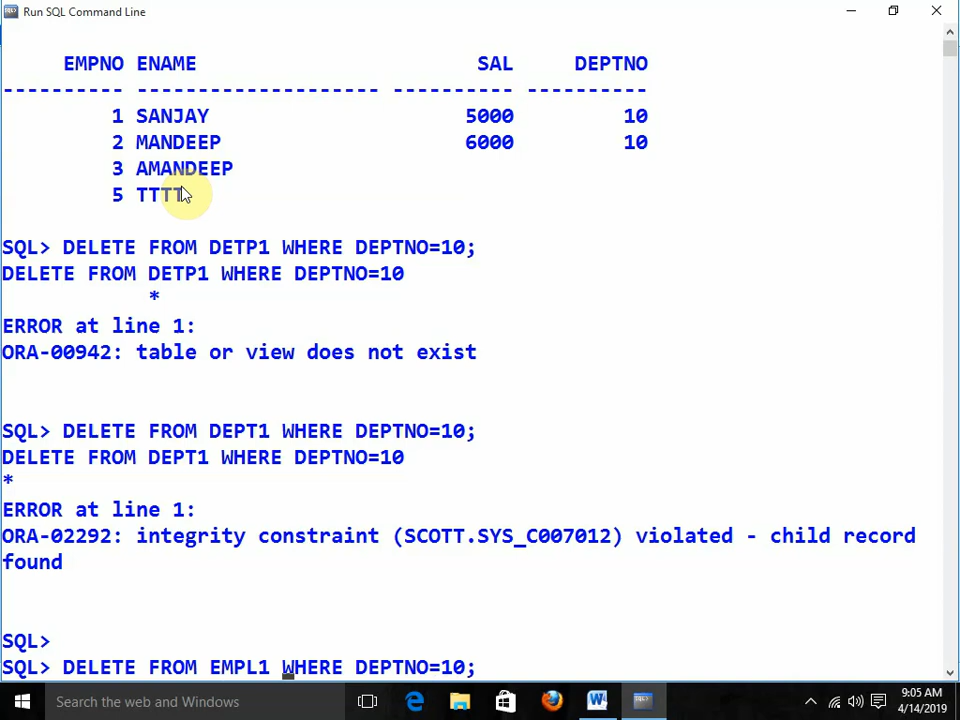 Run SQL Command Line
EMPNO ENAME SAL DEPTNO
---------- -------------------- ---------- ----------
1 SANJAY 5000 10
2 MANDEEP 6000 10
3 AMANDEEP
5 TTTT
SQL> DELETE FROM DETP1 WHERE DEPTNO=10;
DELETE FROM DETP1 WHERE DEPTNO=10
*
ERROR at line 1:
ORA-00942: table or view does not exist
SQL> DELETE FROM DEPT1 WHERE DEPTNO=10;
DELETE FROM DEPT1 WHERE DEPTNO=10
*
ERROR at line 1:
ORA-02292: integrity constraint (SCOTT.SYS_C007012) violated - child record
found
SQL>
SQL> DELETE FROM EMPL1 WHERE DEPTNO=10;
Search the web and Windows
9:05 AM
4/14/2019